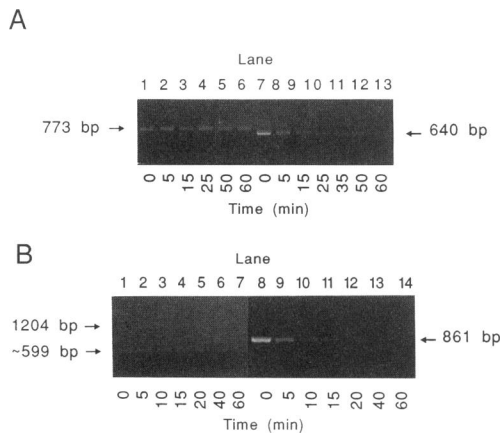 A
Lane
1 2 3 4 5 6 7 8 9 10 11 12 13
773 bp → ← 640 bp
0 5 15 25 50 60 0 5 15 25 35 50 60
Time (min)
B
Lane
1 2 3 4 5 6 7 8 9 10 11 12 13 14
1204 bp →
← 861 bp
~599 bp →
0 5 10 15 20 40 60 0 5 10 15 20 40 60
Time (min)